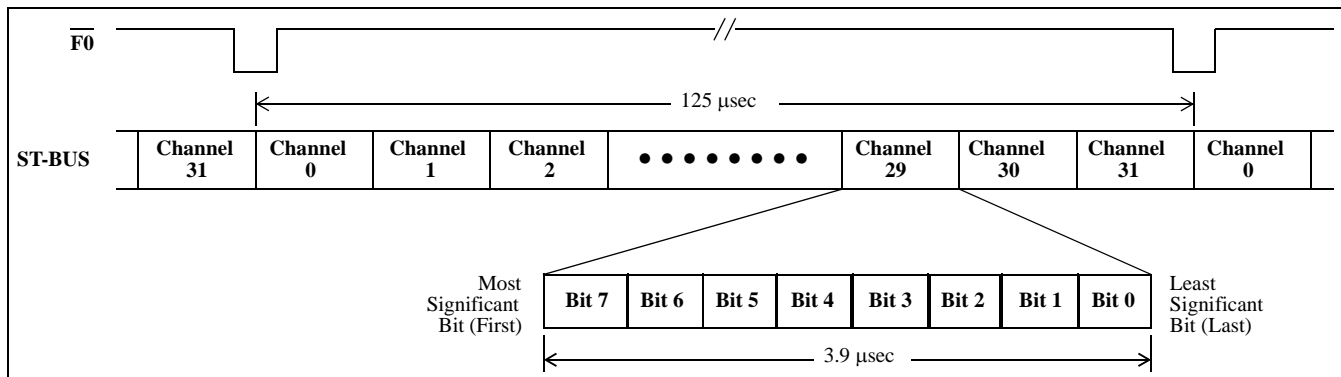 F0
125 µsec
ST-BUS
Channel
31
Channel
0
Channel
1
Channel
2
Channel
29
Channel
30
Channel
31
Channel
0
Most
Significant
Bit (First)
Bit 7
Bit 6
Bit 5
Bit 4
Bit 3
Bit 2
Bit 1
Bit 0
Least
Significant
Bit (Last)
3.9 µsec